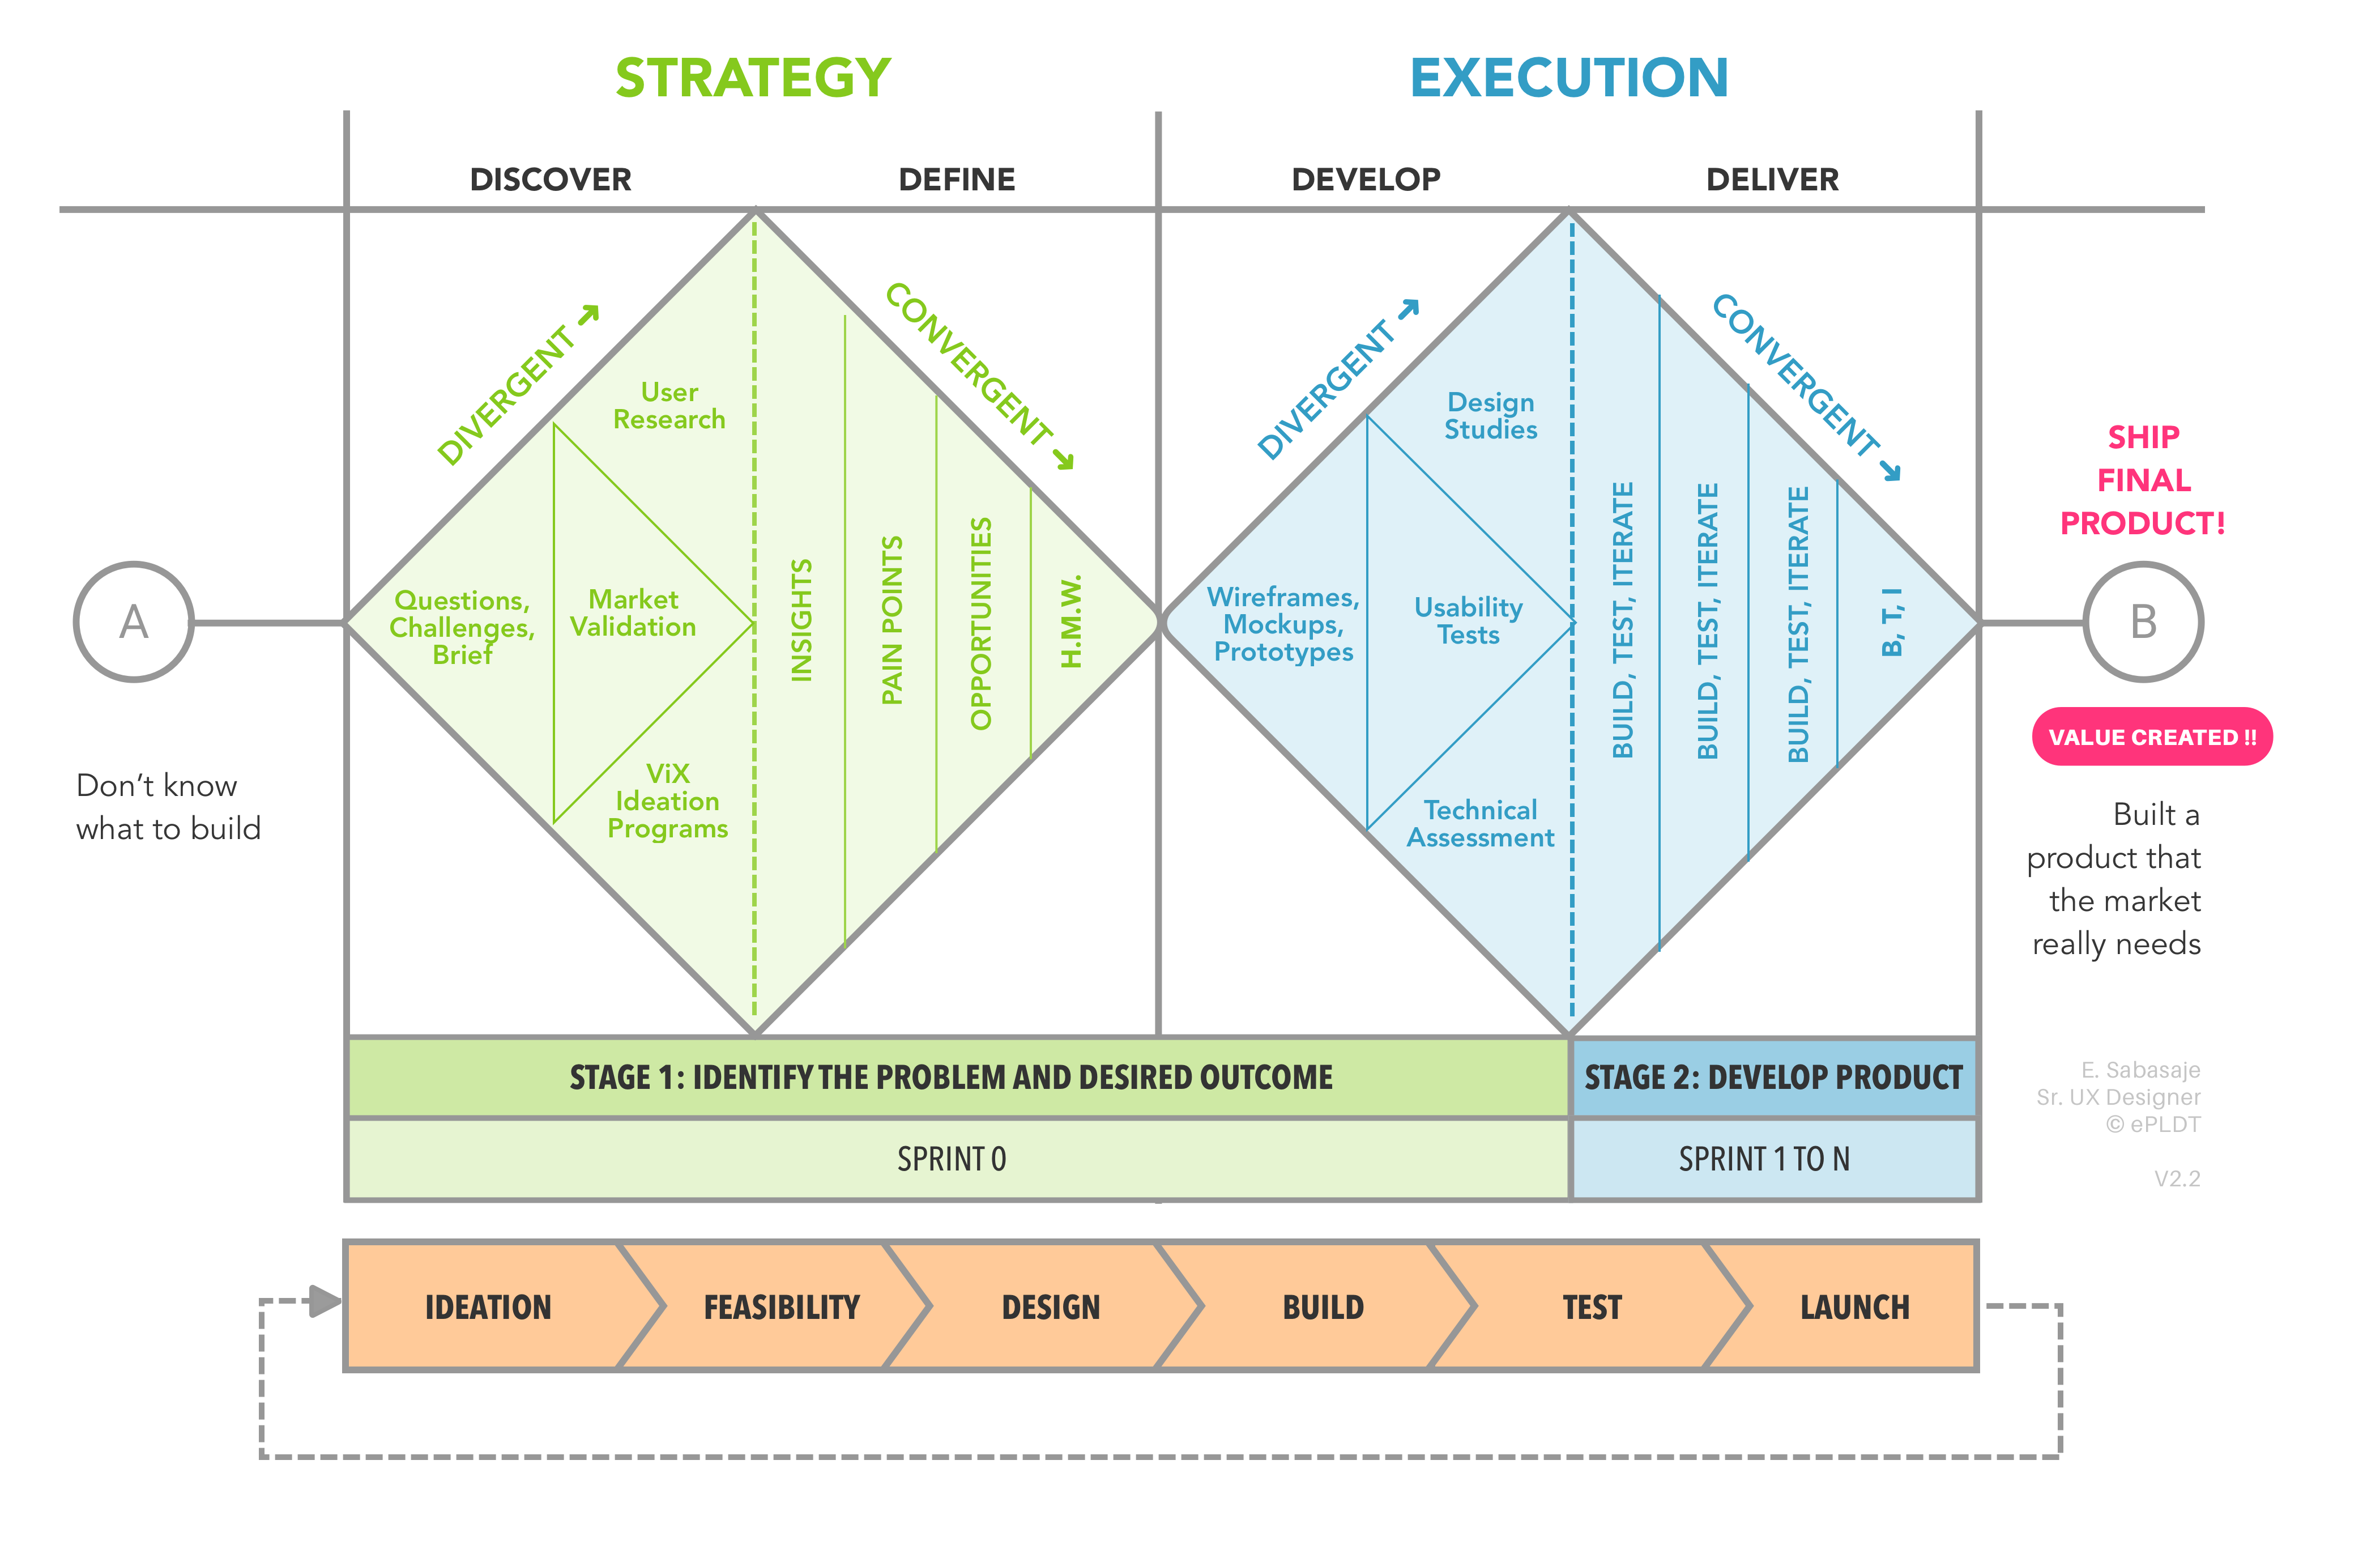 STRATEGY
EXECUTION
DISCOVER
DEFINE
DEVELOP
DELIVER
A
Don’t know
what to build
DIVERGENT
CONVERGENT
User
Research
Questions,
Challenges,
Brief
Market
Validation
ViX
Ideation
Programs
INSIGHTS
PAIN POINTS
OPPORTUNITIES
H.M.W.
DIVERGENT
CONVERGENT
Design
Studies
Wireframes,
Mockups,
Prototypes
Usability
Tests
Technical
Assessment
BUILD, TEST, ITERATE
BUILD, TEST, ITERATE
BUILD, TEST, ITERATE
B, T, I
SHIP
FINAL
PRODUCT!
B
VALUE CREATED !!
Built a
product that
the market
really needs
STAGE 1: IDENTIFY THE PROBLEM AND DESIRED OUTCOME
STAGE 2: DEVELOP PRODUCT
SPRINT 0
SPRINT 1 TO N
E. Sabasaje
Sr. UX Designer
© ePLDT
V2.2
IDEATION
FEASIBILITY
DESIGN
BUILD
TEST
LAUNCH